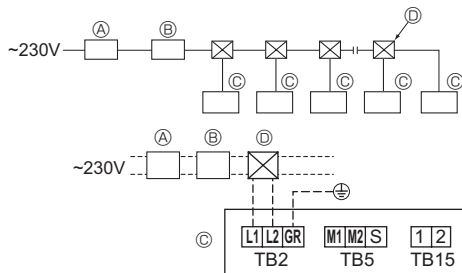 Ⓐ Ⓑ Ⓓ
~230V
Ⓒ Ⓒ Ⓒ Ⓒ Ⓒ
Ⓐ Ⓑ Ⓓ
~230V
Ⓒ L1 L2 GR M1 M2 S 1 2
TB2 TB5 TB15